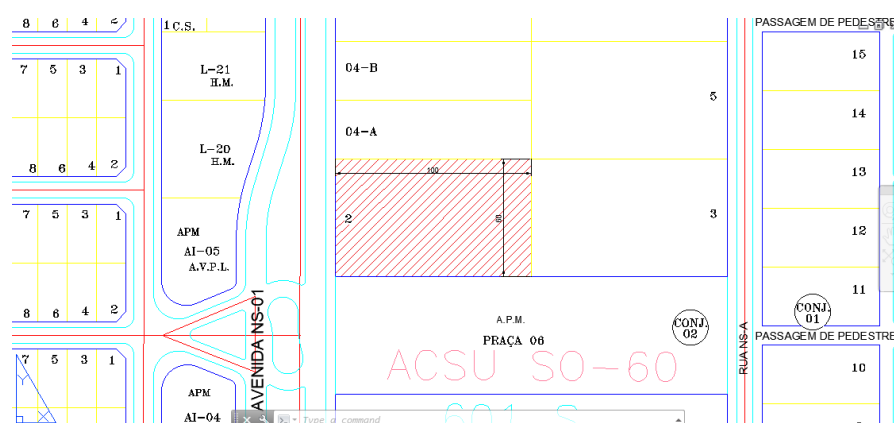 8 6 4 2
1 C.S.
PASSAGEM DE PEDESTRE
7 5 3 1
L-21
H.M.
04-B
5
15
04-A
14
L-20
H.M.
8 6 4 2
100
13
7 5 3 1
2
60
3
12
APM
AI-05
A.V.P.L.
11
8 6 4 2
AVENIDA NS-01
A.P.M.
PRAÇA 06
CONJ.
02
CONJ.
01
RUA NS-A
PASSAGEM DE PEDESTRE
7 5 3 1
ACSU SO-60
10
Y
X
APM
AI-04
Type a command